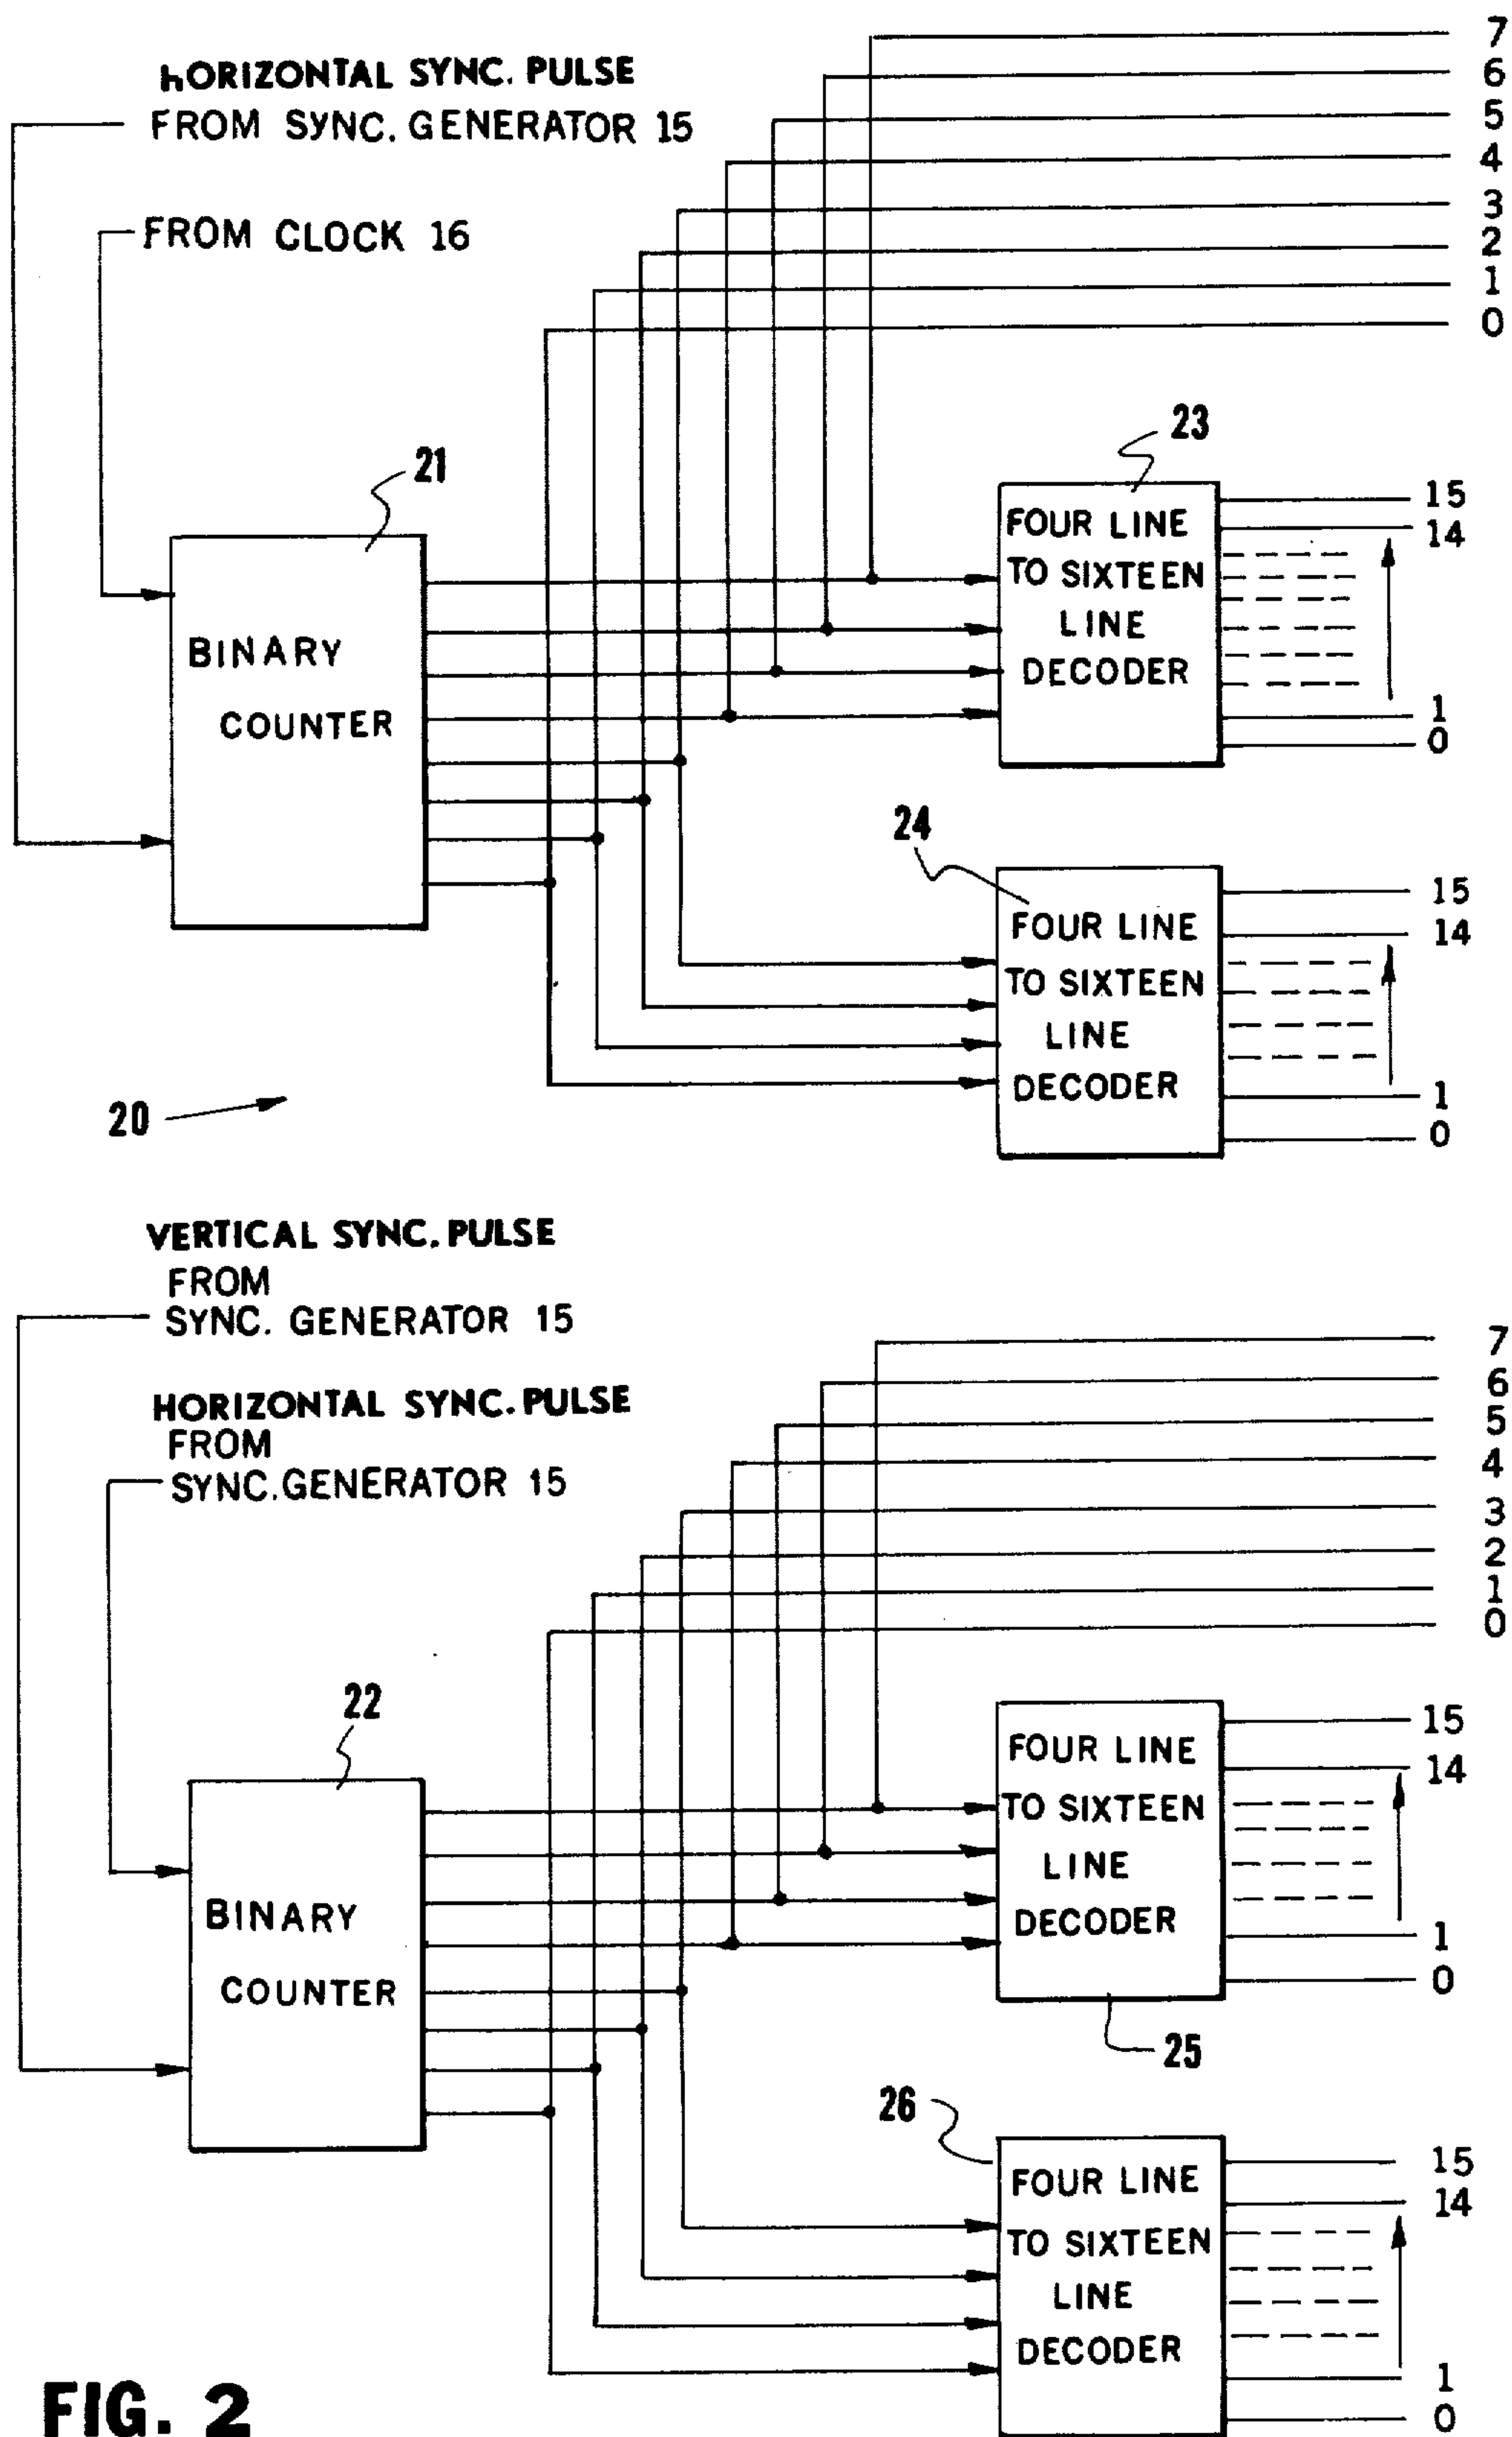 7
6
hORIZONTAL SYNC. PULSE
5
FROM SYNC. GENERATOR 15
4
3
FROM CLOCK 16
2
1
0
23
21
15
FOUR LINE
14
TO SIXTEEN
LINE
BINARY
DECODER
COUNTER
1
0
24
15
FOUR LINE
14
TO SIXTEEN
LINE
DECODER
1
20
0
VERTICAL SYNC. PULSE
FROM
SYNC. GENERATOR 15
7
6
HORIZONTAL SYNC. PULSE
5
FROM
4
SYNC. GENERATOR 15
3
2
1
0
22
15
FOUR LINE
14
TO SIXTEEN
LINE
BINARY
DECODER
1
COUNTER
0
25
26
15
FOUR LINE
14
TO SIXTEEN
LINE
DECODER
1
FIG. 2
0